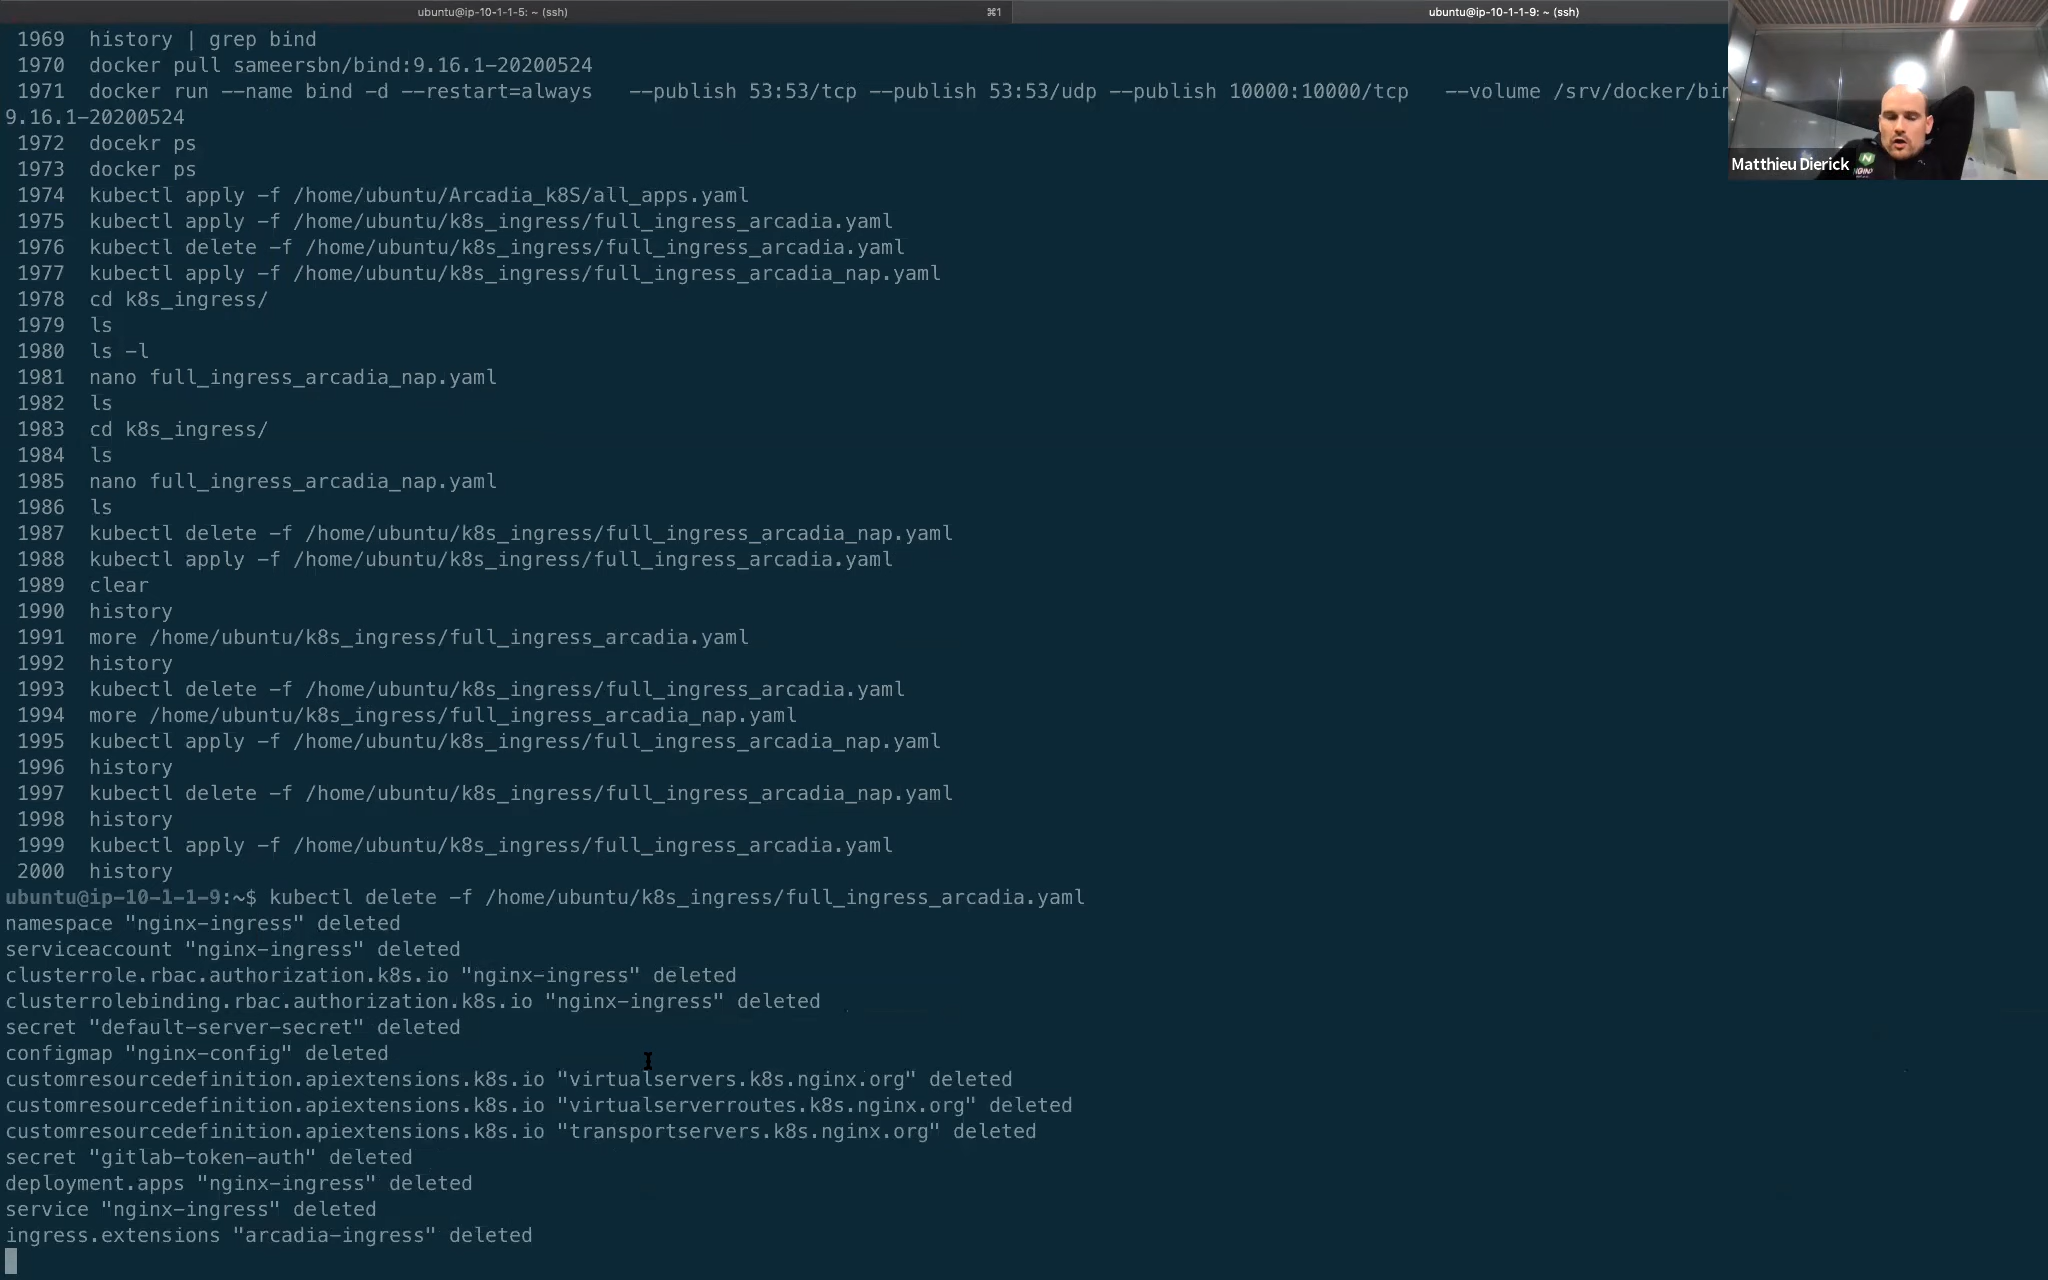 ubuntu@ip-10-1-1-5: ~ (ssh)
⌘1
ubuntu@ip-10-1-1-9: ~ (ssh)
1969 history | grep bind
1970 docker pull sameersbn/bind:9.16.1-20200524
1971 docker run --name bind -d --restart=always --publish 53:53/tcp --publish 53:53/udp --publish 10000:10000/tcp --volume /srv/docker/bin
9.16.1-20200524
1972 docekr ps
1973 docker ps
1974 kubectl apply -f /home/ubuntu/Arcadia_k8S/all_apps.yaml
1975 kubectl apply -f /home/ubuntu/k8s_ingress/full_ingress_arcadia.yaml
1976 kubectl delete -f /home/ubuntu/k8s_ingress/full_ingress_arcadia.yaml
1977 kubectl apply -f /home/ubuntu/k8s_ingress/full_ingress_arcadia_nap.yaml
1978 cd k8s_ingress/
1979 ls
1980 ls -l
1981 nano full_ingress_arcadia_nap.yaml
1982 ls
1983 cd k8s_ingress/
1984 ls
1985 nano full_ingress_arcadia_nap.yaml
1986 ls
1987 kubectl delete -f /home/ubuntu/k8s_ingress/full_ingress_arcadia_nap.yaml
1988 kubectl apply -f /home/ubuntu/k8s_ingress/full_ingress_arcadia.yaml
1989 clear
1990 history
1991 more /home/ubuntu/k8s_ingress/full_ingress_arcadia.yaml
1992 history
1993 kubectl delete -f /home/ubuntu/k8s_ingress/full_ingress_arcadia.yaml
1994 more /home/ubuntu/k8s_ingress/full_ingress_arcadia_nap.yaml
1995 kubectl apply -f /home/ubuntu/k8s_ingress/full_ingress_arcadia_nap.yaml
1996 history
1997 kubectl delete -f /home/ubuntu/k8s_ingress/full_ingress_arcadia_nap.yaml
1998 history
1999 kubectl apply -f /home/ubuntu/k8s_ingress/full_ingress_arcadia.yaml
2000 history
ubuntu@ip-10-1-1-9:~$ kubectl delete -f /home/ubuntu/k8s_ingress/full_ingress_arcadia.yaml
namespace "nginx-ingress" deleted
serviceaccount "nginx-ingress" deleted
clusterrole.rbac.authorization.k8s.io "nginx-ingress" deleted
clusterrolebinding.rbac.authorization.k8s.io "nginx-ingress" deleted
secret "default-server-secret" deleted
configmap "nginx-config" deleted
customresourcedefinition.apiextensions.k8s.io "virtualservers.k8s.nginx.org" deleted
customresourcedefinition.apiextensions.k8s.io "virtualserverroutes.k8s.nginx.org" deleted
customresourcedefinition.apiextensions.k8s.io "transportservers.k8s.nginx.org" deleted
secret "gitlab-token-auth" deleted
deployment.apps "nginx-ingress" deleted
service "nginx-ingress" deleted
ingress.extensions "arcadia-ingress" deleted
Matthieu Dierick